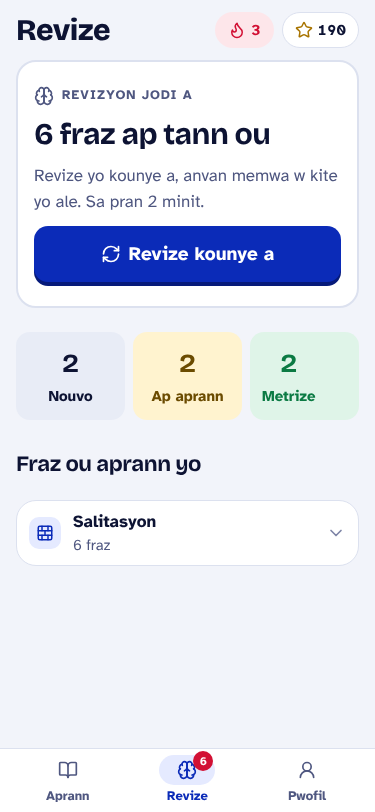 Revize
3
190
REVIZYON JODI A
6 fraz ap tann ou
Revize yo kounye a, anvan memwa w kite
yo ale. Sa pran 2 minit.
Revize kounye a
2
Nouvo
2
Ap aprann
2
Metrize
Fraz ou aprann yo
Salitasyon
6 fraz
6
Aprann
Revize
Pwofil